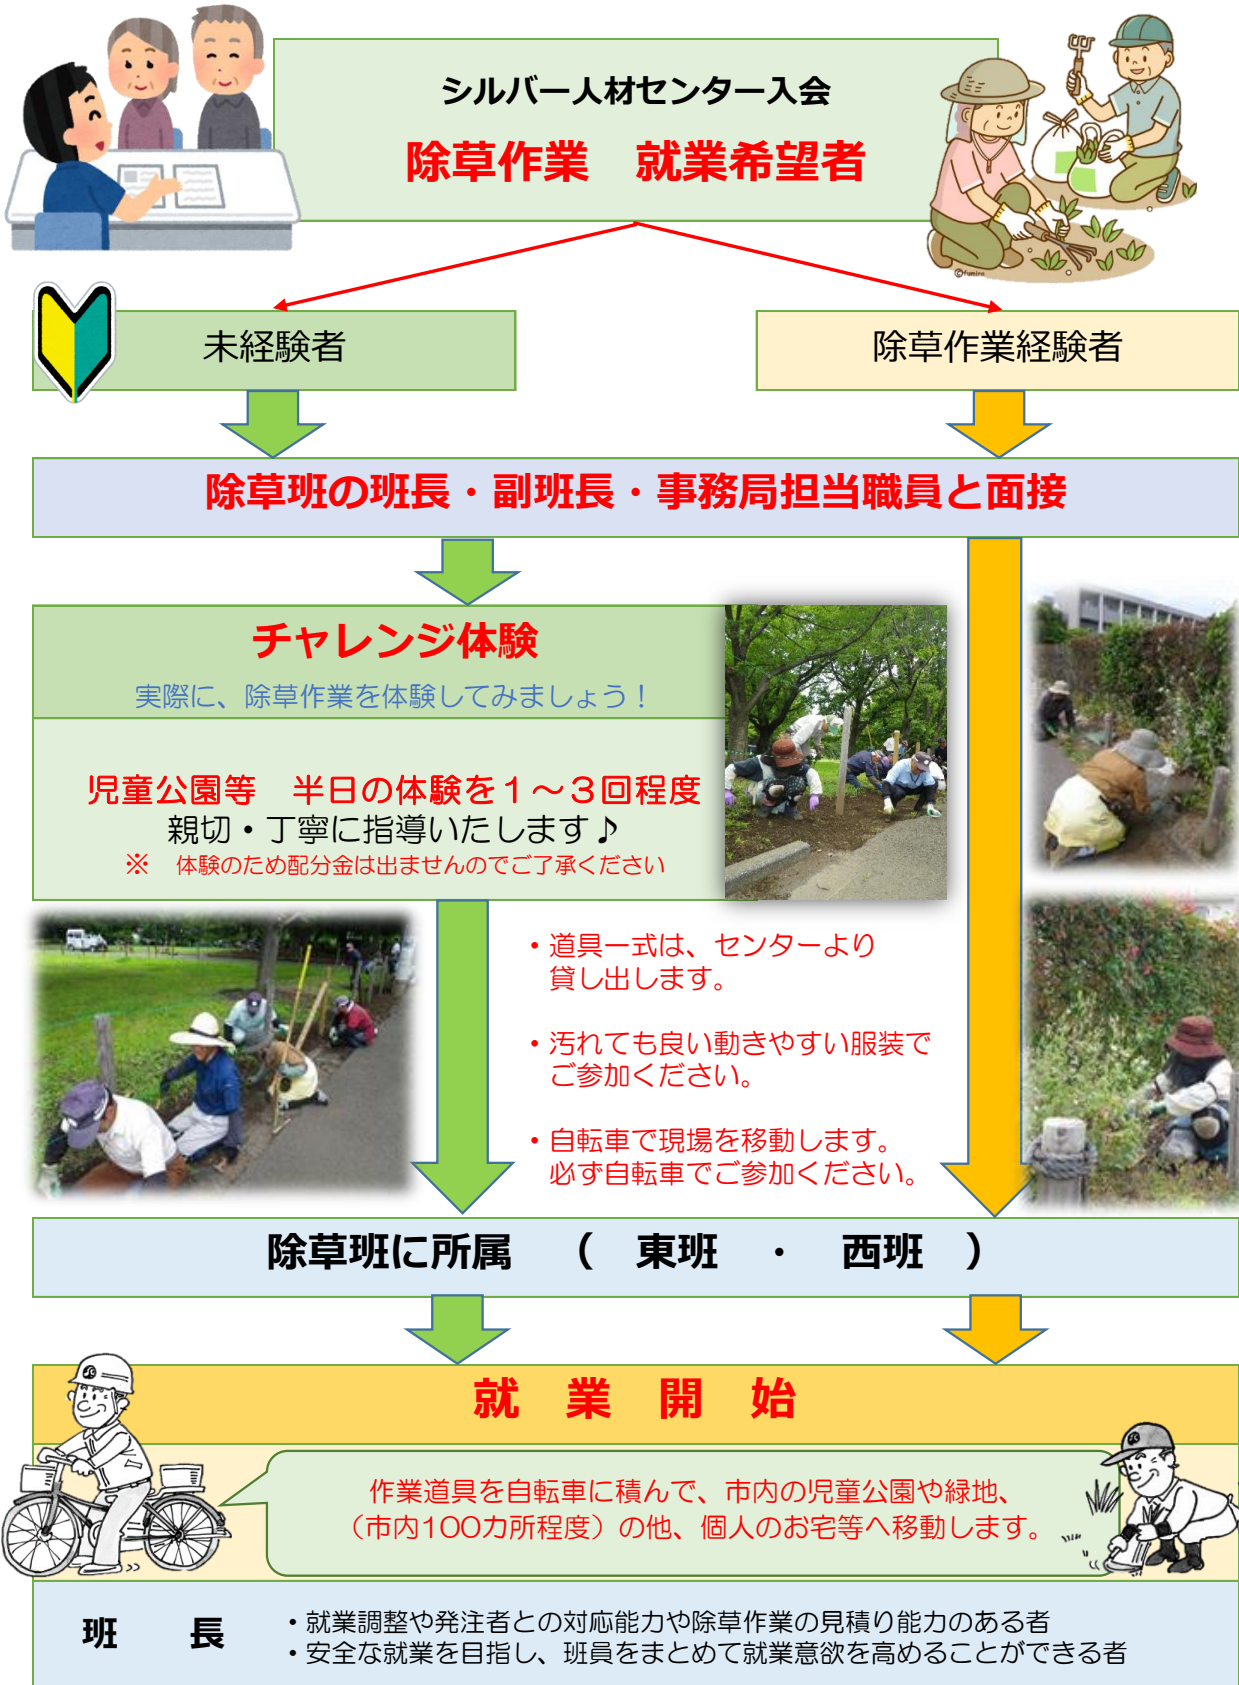 シルバー人材センター入会
除草作業　就業希望者
©fumira
未経験者
除草作業経験者
除草班の班長・副班長・事務局担当職員と面接
チャレンジ体験
実際に、除草作業を体験してみましょう！
児童公園等　半日の体験を１～３回程度
親切・丁寧に指導いたします♪
※　体験のため配分金は出ませんのでご了承ください
・道具一式は、センターより
貸し出します。
・汚れても良い動きやすい服装で
ご参加ください。
・自転車で現場を移動します。
必ず自転車でご参加ください。
除草班に所属　（　東班　・　西班　）
就　業　開　始
作業道具を自転車に積んで、市内の児童公園や緑地、
（市内100カ所程度）の他、個人のお宅等へ移動します。
班　長
・就業調整や発注者との対応能力や除草作業の見積り能力のある者
・安全な就業を目指し、班員をまとめて就業意欲を高めることができる者